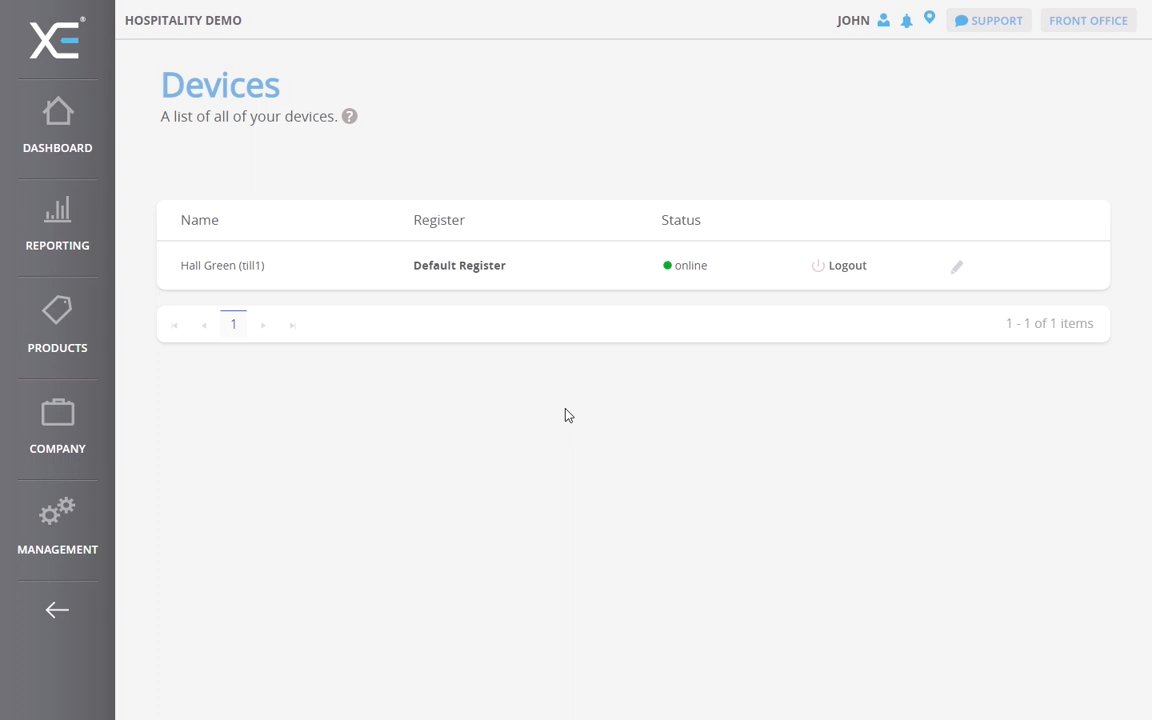 HOSPITALITY DEMO
JOHN
SUPPORT
FRONT OFFICE
XE®
DASHBOARD
REPORTING
PRODUCTS
COMPANY
MANAGEMENT
Devices
A list of all of your devices. ?
Name Register Status
Hall Green (till1) Default Register online Logout
1 1 - 1 of 1 items